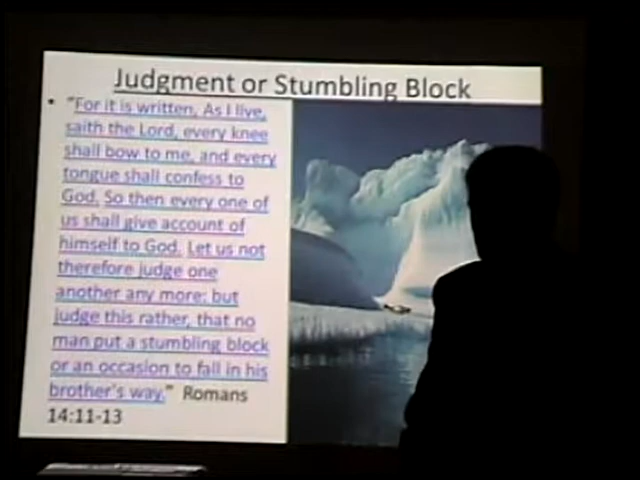 Judgment or Stumbling Block
• "For it is written, As I live,
saith the Lord, every knee
shall bow to me, and every
tongue shall confess to
God. So then every one of
us shall give account of
himself to God. Let us not
therefore judge one
another any more: but
judge this rather, that no
man put a stumbling block
or an occasion to fall in his
brother's way." Romans
14:11-13